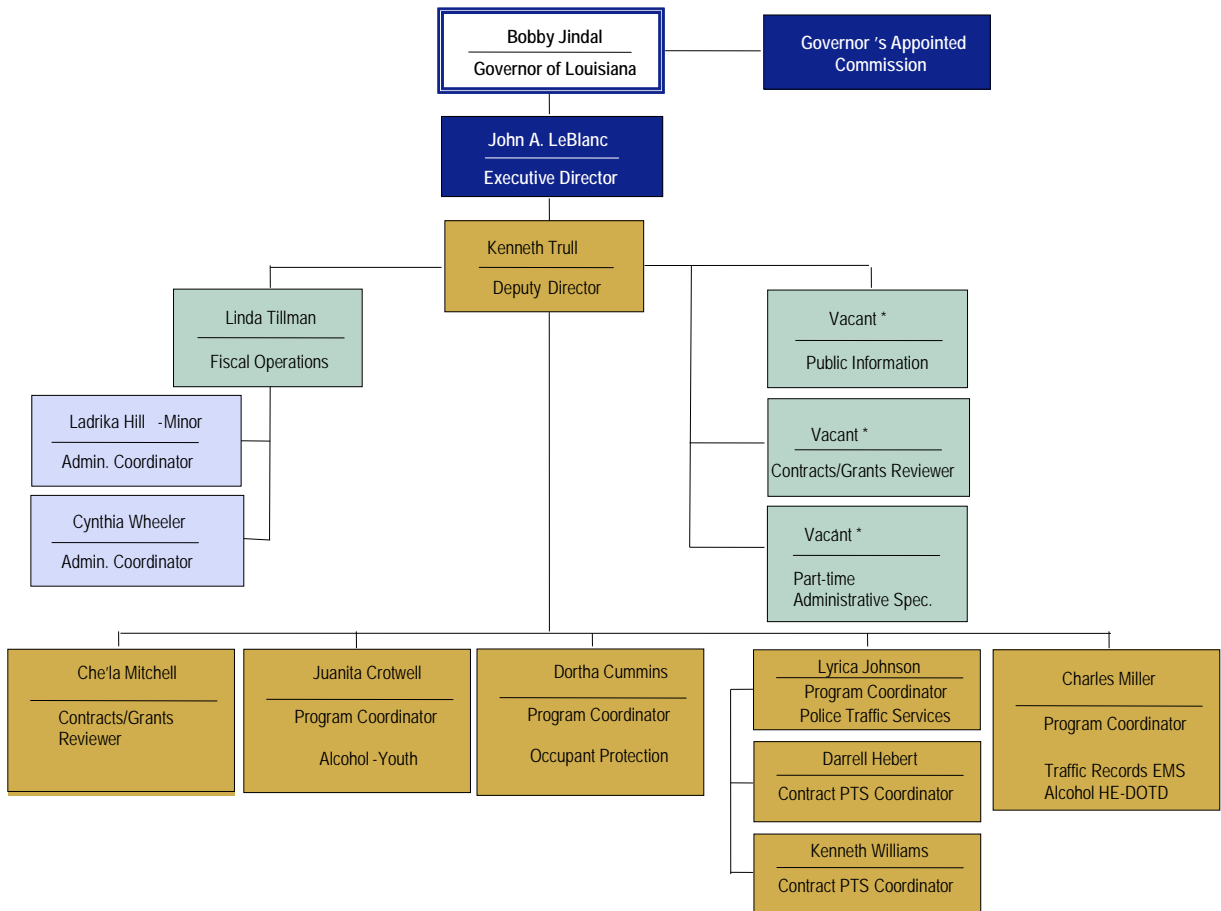 Bobby Jindal
Governor of Louisiana
Governor 's Appointed
Commission
John A. LeBlanc
Executive Director
Kenneth Trull
Deputy Director
Linda Tillman
Fiscal Operations
Vacant *
Public Information
Ladrika Hill -Minor
Admin. Coordinator
Vacant *
Contracts/Grants Reviewer
Cynthia Wheeler
Admin. Coordinator
Vacant *
Part-time
Administrative Spec.
Che'la Mitchell
Contracts/Grants
Reviewer
Juanita Crotwell
Program Coordinator
Alcohol -Youth
Dortha Cummins
Program Coordinator
Occupant Protection
Lyrica Johnson
Program Coordinator
Police Traffic Services
Darrell Hebert
Contract PTS Coordinator
Kenneth Williams
Contract PTS Coordinator
Charles Miller
Program Coordinator
Traffic Records EMS
Alcohol HE-DOTD